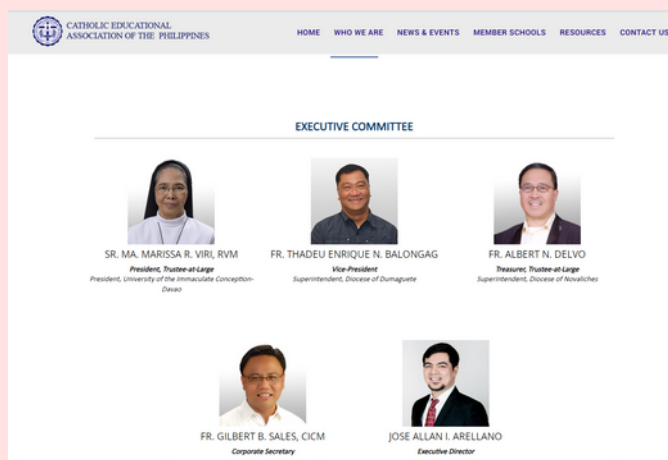 CATHOLIC EDUCATIONAL
ASSOCIATION OF THE PHILIPPINES
HOME WHO WE ARE NEWS & EVENTS MEMBER SCHOOLS RESOURCES CONTACT US
EXECUTIVE COMMITTEE
SR. MA. MARISSA R. VIRI, RVM
President, Trustee-at-Large
President, University of the Immaculate Conception-
Davao
FR. THADEU ENRIQUE N. BALONGAG
Vice-President
Superintendent, Diocese of Dumaguete
FR. ALBERT N. DELVO
Treasurer, Trustee-at-Large
Superintendent, Diocese of Novaliches
FR. GILBERT B. SALES, CICM
Corporate Secretary
JOSE ALLAN I. ARELLANO
Executive Director